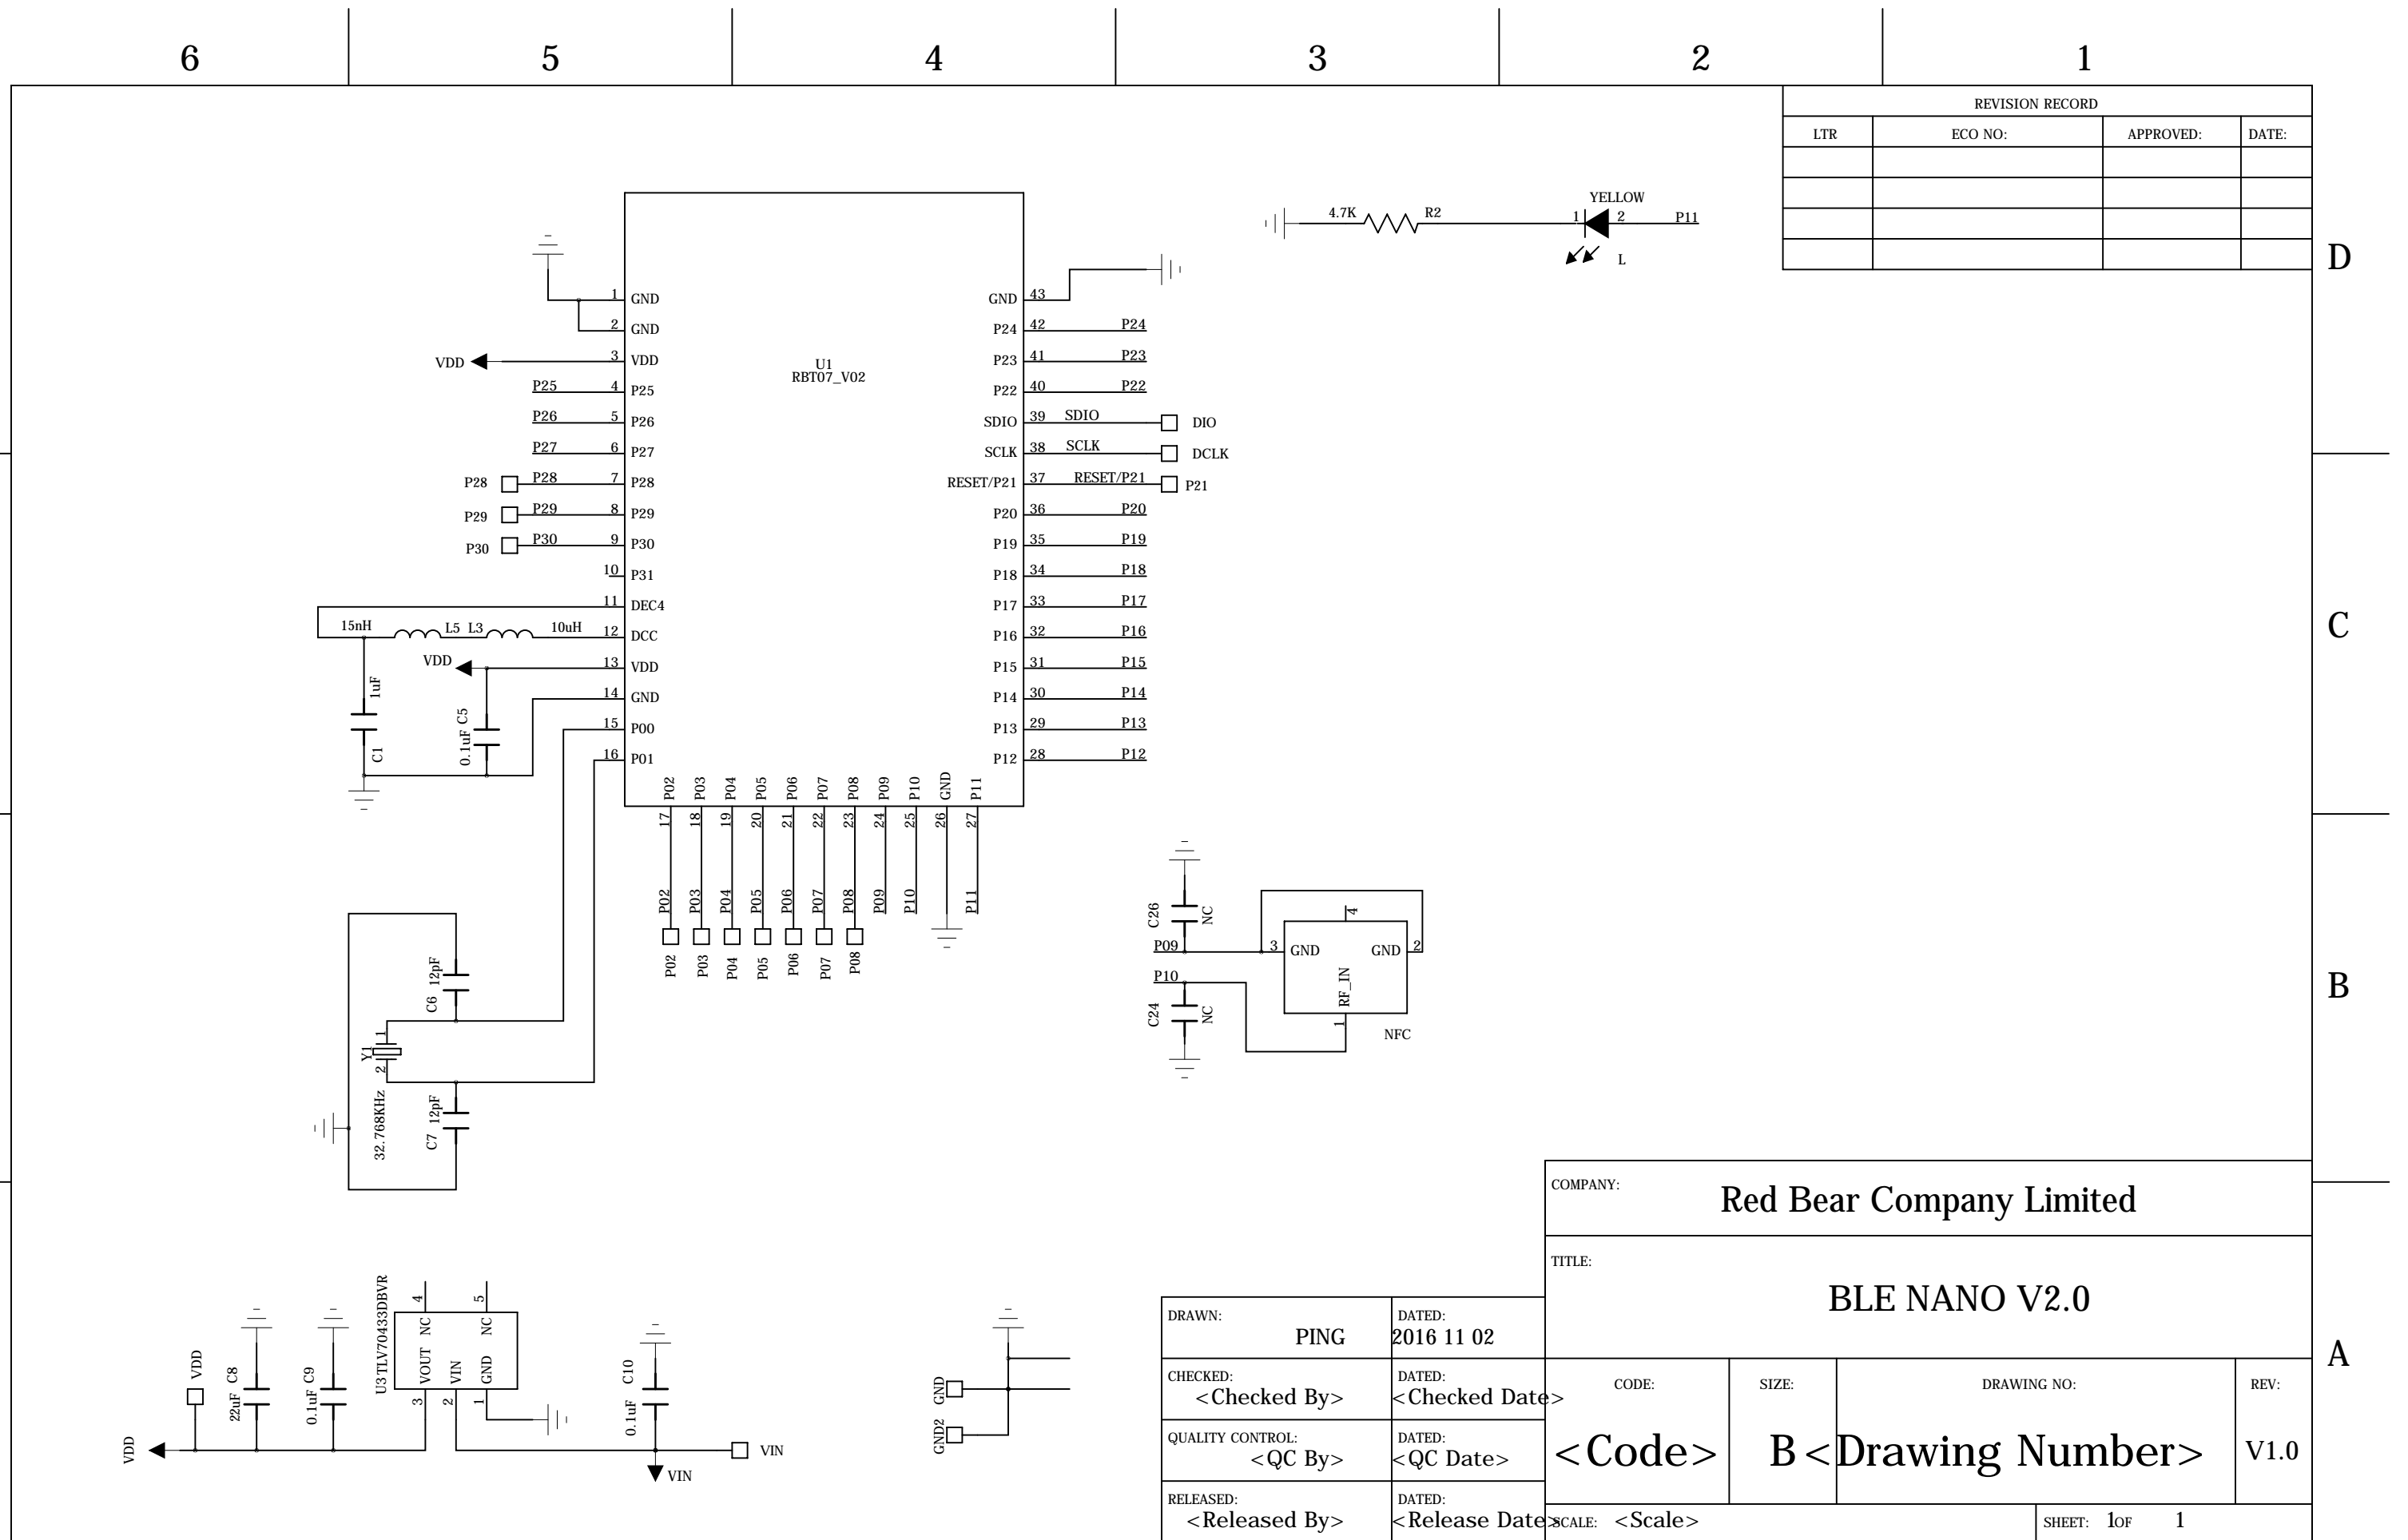 6 5 4 3 2 1
REVISION RECORD
LTR ECO NO: APPROVED: DATE:
D
C
B
A
4.7K R2
YELLOW
1 2 P11
L
U1
RBT07_V02
1 GND
2 GND
VDD 3 VDD
P25 4 P25
P26 5 P26
P27 6 P27
P28 P28 7 P28
P29 P29 8 P29
P30 P30 9 P30
10 P31
11 DEC4
15nH L5 L3 10uH 12 DCC
VDD 13 VDD
14 GND
15 P00
16 P01
1uF
C1
0.1uF C5
GND 43
P24 42 P24
P23 41 P23
P22 40 P22
SDIO 39 SDIO DIO
SCLK 38 SCLK DCLK
RESET/P21 37 RESET/P21 P21
P20 36 P20
P19 35 P19
P18 34 P18
P17 33 P17
P16 32 P16
P15 31 P15
P14 30 P14
P13 29 P13
P12 28 P12
P02 P03 P04 P05 P06 P07 P08 P09 P10 GND P11
17 18 19 20 21 22 23 24 25 26 27
P02 P03 P04 P05 P06 P07 P08 P09 P10 P11
P02 P03 P04 P05 P06 P07 P08
C6 12pF
Y1
1
2
32.768KHz
C7 12pF
C26 NC
P09 3 GND GND 2
4
P10
RF_IN
1
C24 NC
NFC
U3 TLV70433DBVR
4 5
NC NC
VOUT VIN GND
3 2 1
VDD
VDD
22uF C8
0.1uF C9
0.1uF C10
VIN
VIN
GND
GND2
COMPANY:
Red Bear Company Limited
TITLE:
BLE NANO V2.0
DRAWN: PING
DATED: 2016 11 02
CHECKED: <Checked By>
DATED: <Checked Date>
QUALITY CONTROL: <QC By>
DATED: <QC Date>
RELEASED: <Released By>
DATED: <Release Date>
CODE: SIZE: DRAWING NO: REV:
<Code> B <Drawing Number> V1.0
SCALE: <Scale> SHEET: 1 OF 1